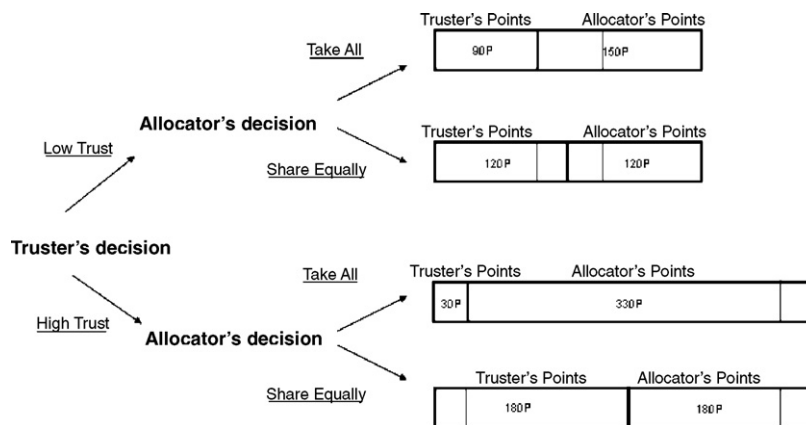 Truster's Points Allocator's Points
Take All
90P 150P
Allocator's decision
Truster's Points Allocator's Points
Low Trust
120P 120P
Share Equally
Truster's decision
Truster's Points Allocator's Points
Take All
30P 330P
High Trust
Allocator's decision
Truster's Points Allocator's Points
Share Equally
180P 180P